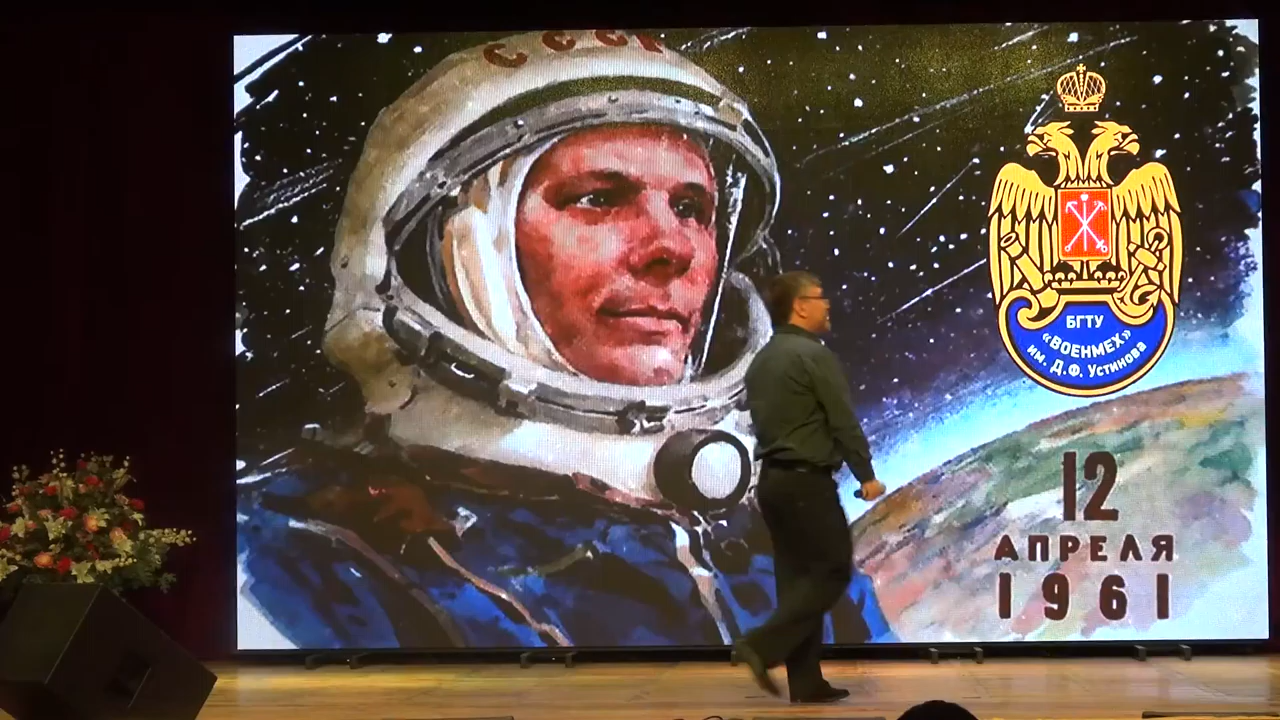 СССР
БГТУ
«ВОЕНМЕХ»
им. Д.Ф. Устинова
12
АПРЕЛЯ
1961